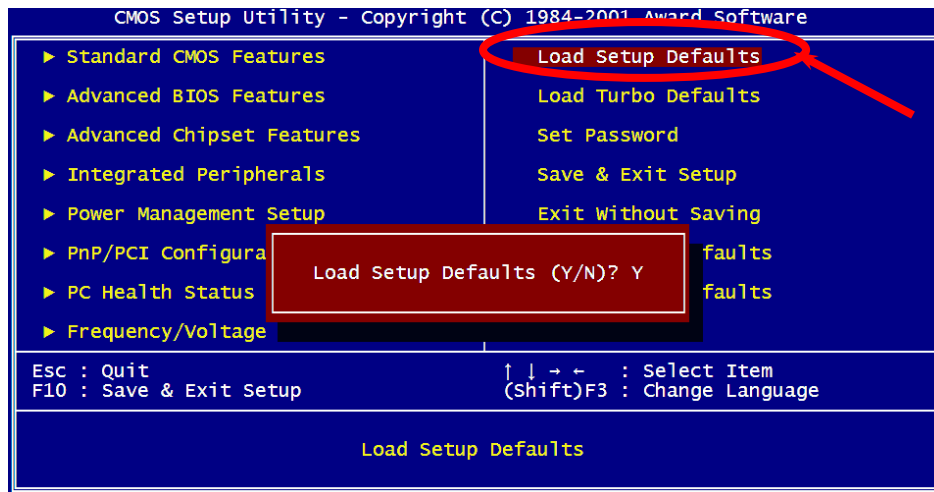 CMOS Setup Utility - Copyright (C) 1984-2001 Award Software
► Standard CMOS Features
► Advanced BIOS Features
► Advanced Chipset Features
► Integrated Peripherals
► Power Management Setup
► PnP/PCI Configura
► PC Health Status
► Frequency/Voltage
Load Setup Defaults
Load Turbo Defaults
Set Password
Save & Exit Setup
Exit Without Saving
faults
faults
Load Setup Defaults (Y/N)? Y
Esc : Quit
F10 : Save & Exit Setup
↑ ↓ → ← : Select Item
(Shift)F3 : Change Language
Load Setup Defaults